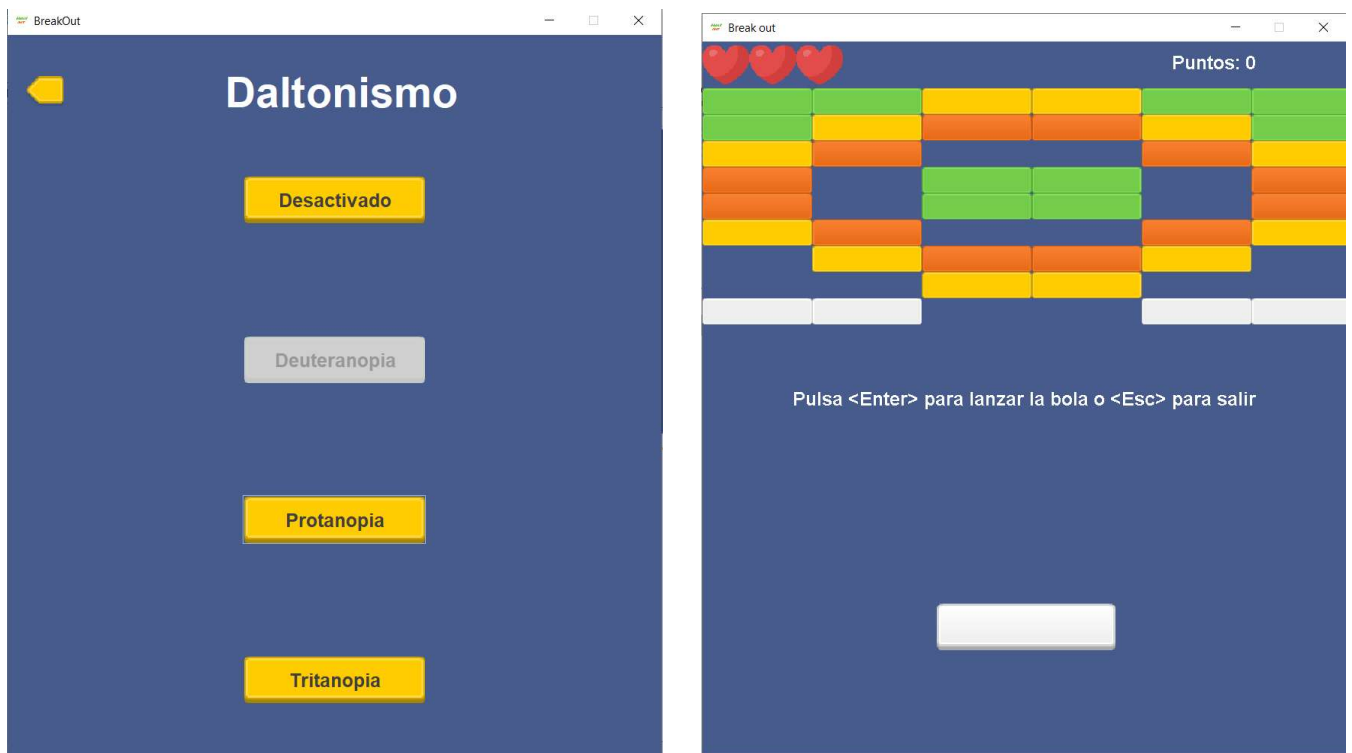 BreakOut
Daltonismo
Desactivado
Deuteranopia
Protanopia
Tritanopia
Break out
Puntos: 0
Pulsa <Enter> para lanzar la bola o <Esc> para salir